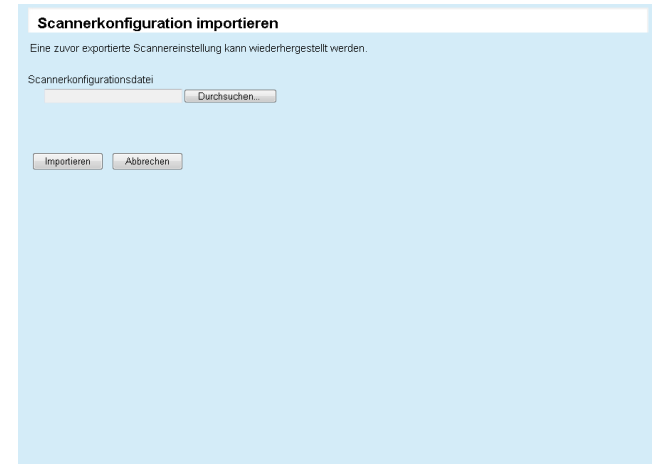 Scannerkonfiguration importieren
Eine zuvor exportierte Scannereinstellung kann wiederhergestellt werden.
Scannerkonfigurationsdatei
Durchsuchen...
Importieren Abbrechen